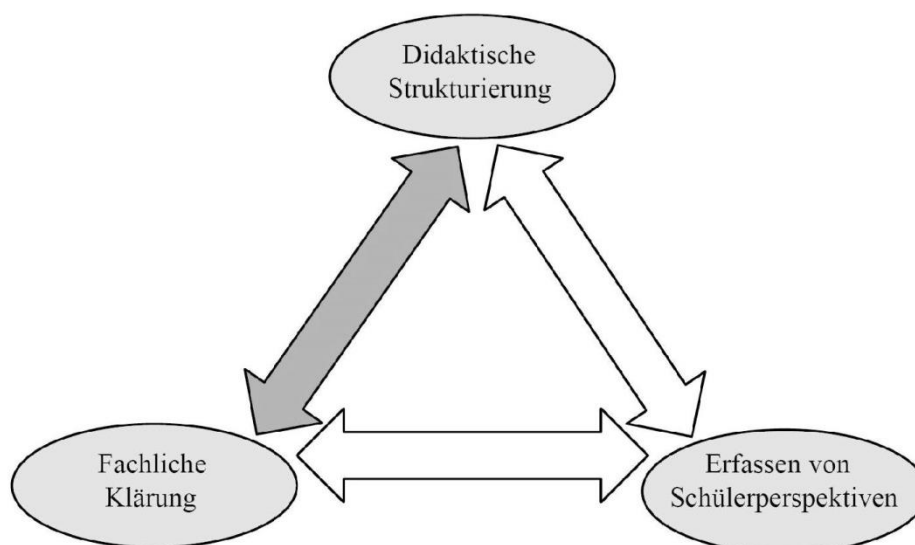 Didaktische
Strukturierung
Fachliche
Klärung
Erfassen von
Schülerperspektiven